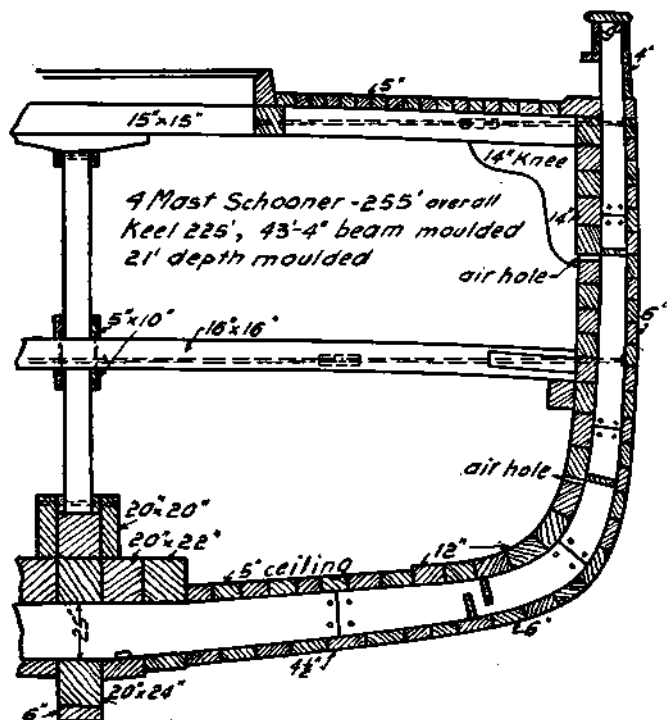 5"
4"
15"x15"
14" Knee
4 Mast Schooner - 255' overall
Keel 225', 43'-4" beam moulded
21' depth moulded
14"
air hole
6"
5"x10"
16"x16"
air hole
20"x20"
20"x22"
12"
5" ceiling
25"
6"
4½"
20"x24"
6"